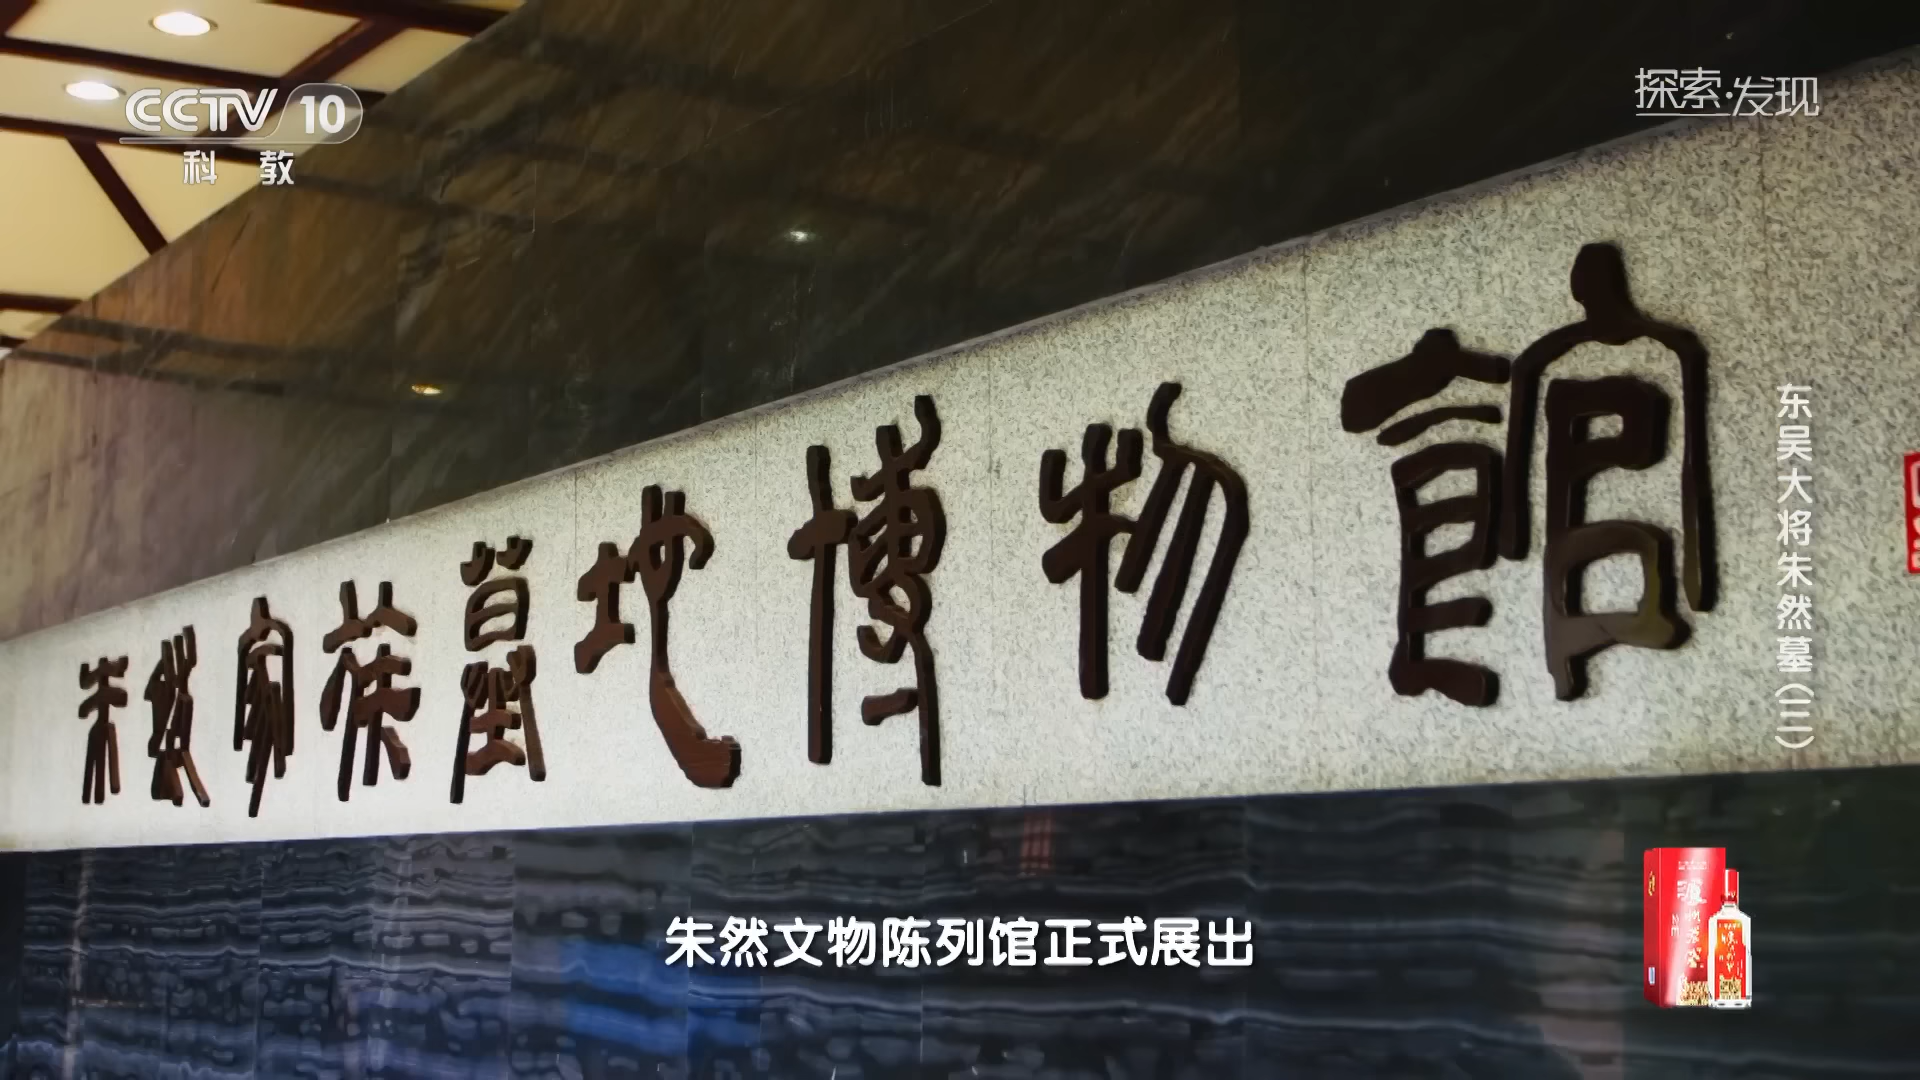 CCTV 10
科 教
探索·发现
朱然家族墓地博物館
东吴大将朱然墓(三)
朱然文物陈列馆正式展出